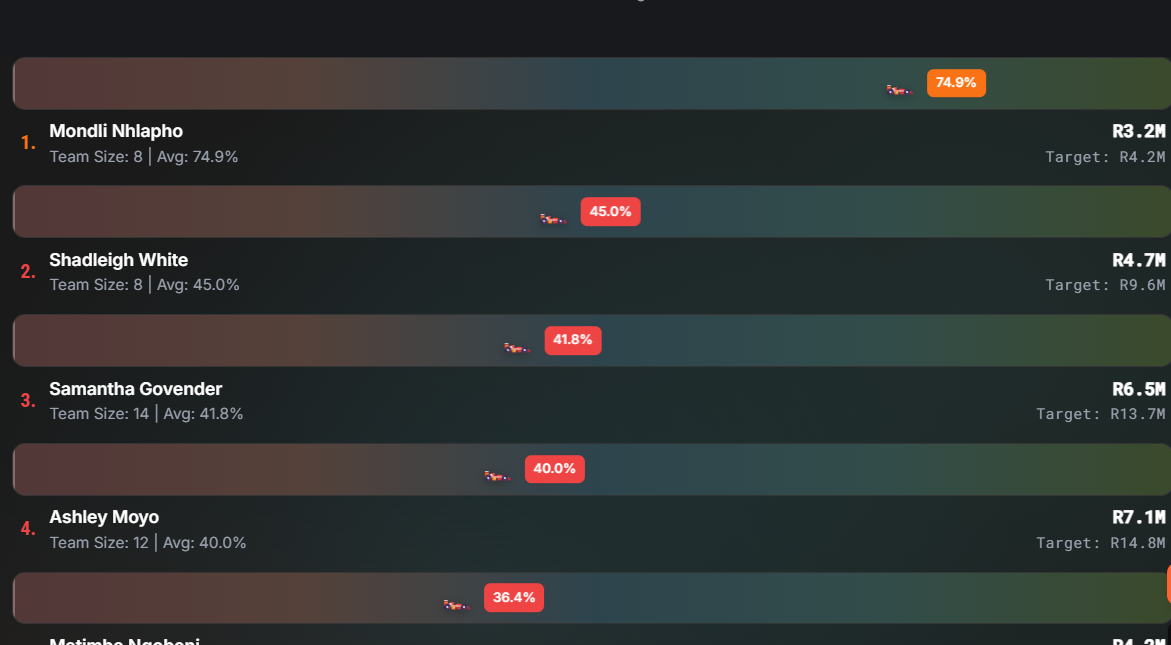 74.9%
1. Mondli Nhlapho R3.2M
Team Size: 8 | Avg: 74.9% Target: R4.2M
45.0%
2. Shadleigh White R4.7M
Team Size: 8 | Avg: 45.0% Target: R9.6M
41.8%
3. Samantha Govender R6.5M
Team Size: 14 | Avg: 41.8% Target: R13.7M
40.0%
4. Ashley Moyo R7.1M
Team Size: 12 | Avg: 40.0% Target: R14.8M
36.4%